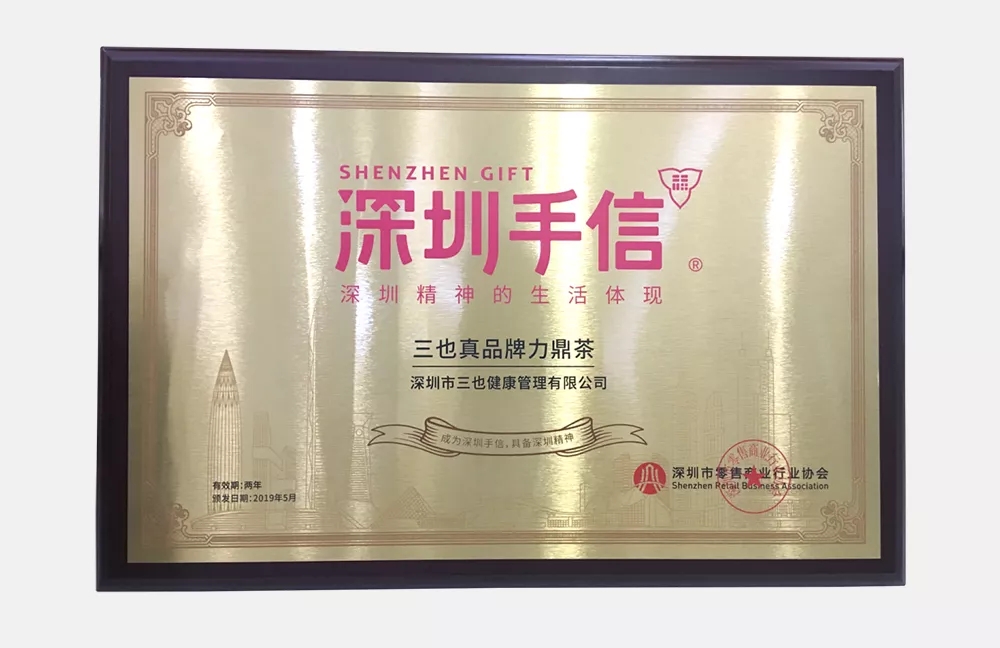 SHENZHEN GIFT
深圳手信
®
深圳精神的生活体现
三也真品牌力鼎茶
深圳市三也健康管理有限公司
成为深圳手信,具备深圳精神
有效期:两年
颁发日期:2019年5月
深圳市零售商业行业协会
Shenzhen Retail Business Association